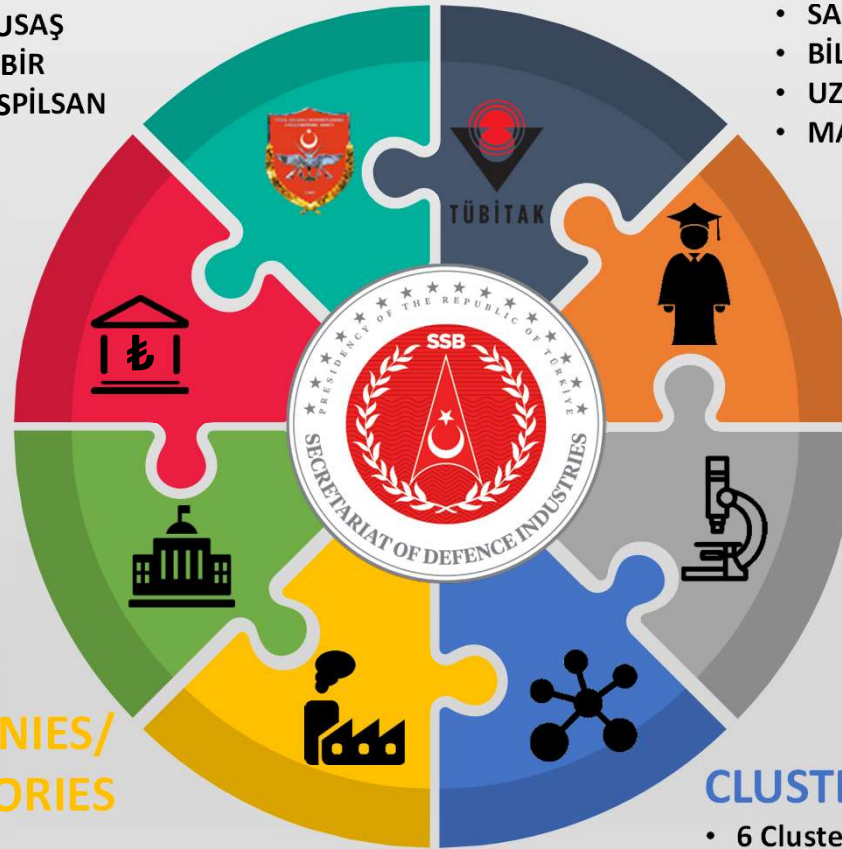 USAŞ
BİR
SPİLSAN
• SA
• BİL
• UZ
• MA
TÜBİTAK
PRESIDENCY OF THE REPUBLIC OF TÜRKİYE
SSB
SECRETARIAT OF DEFENCE INDUSTRIES
₺
NIES/
ORIES
CLUSTE
• 6 Cluste